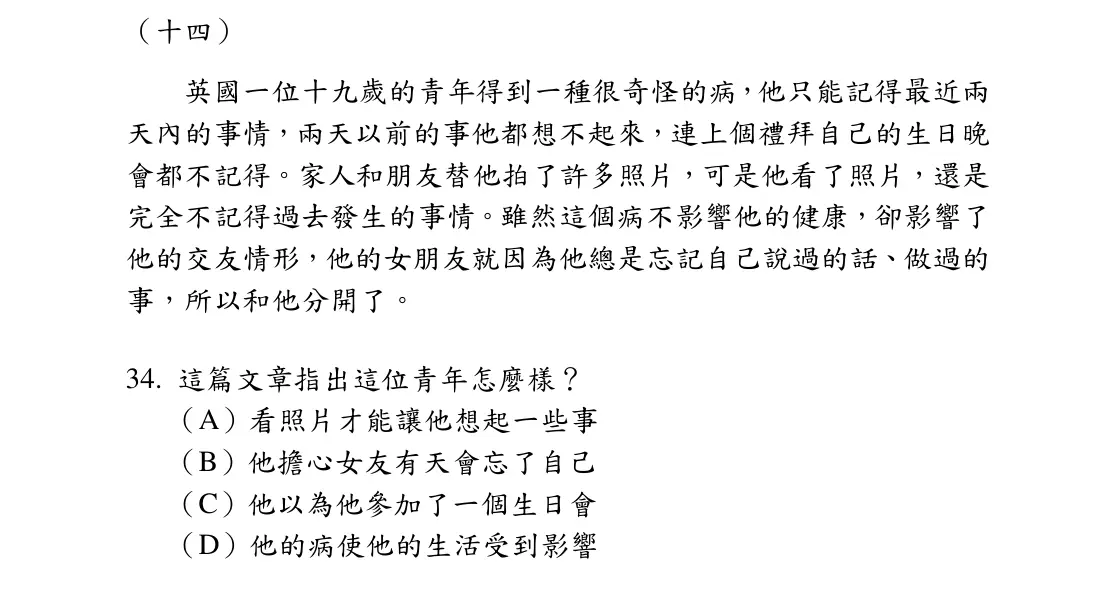 （十四）
英國一位十九歲的青年得到一種很奇怪的病，他只能記得最近兩
天內的事情，兩天以前的事他都想不起來，連上個禮拜自己的生日晚
會都不記得。家人和朋友替他拍了許多照片，可是他看了照片，還是
完全不記得過去發生的事情。雖然這個病不影響他的健康，卻影響了
他的交友情形，他的女朋友就因為他總是忘記自己說過的話、做過的
事，所以和他分開了。
34. 這篇文章指出這位青年怎麼樣？
（A）看照片才能讓他想起一些事
（B）他擔心女友有天會忘了自己
（C）他以為他參加了一個生日會
（D）他的病使他的生活受到影響